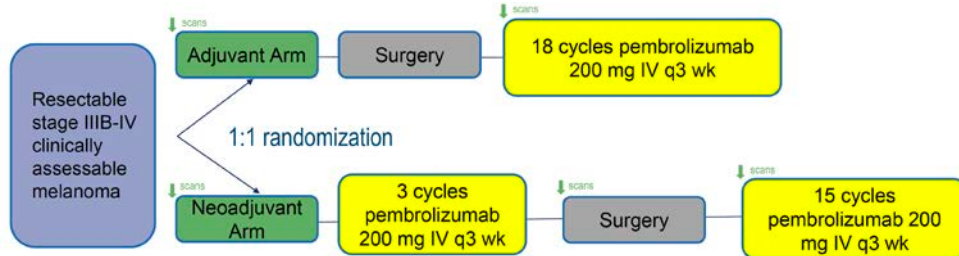 scans
scans
Adjuvant Arm
Surgery
18 cycles pembrolizumab
200 mg IV q3 wk
Resectable
stage IIIB-IV
clinically
assessable
melanoma
1:1 randomization
scans
scans
scans
Neoadjuvant
Arm
3 cycles
pembrolizumab
200 mg IV q3 wk
Surgery
15 cycles
pembrolizumab 200
mg IV q3 wk